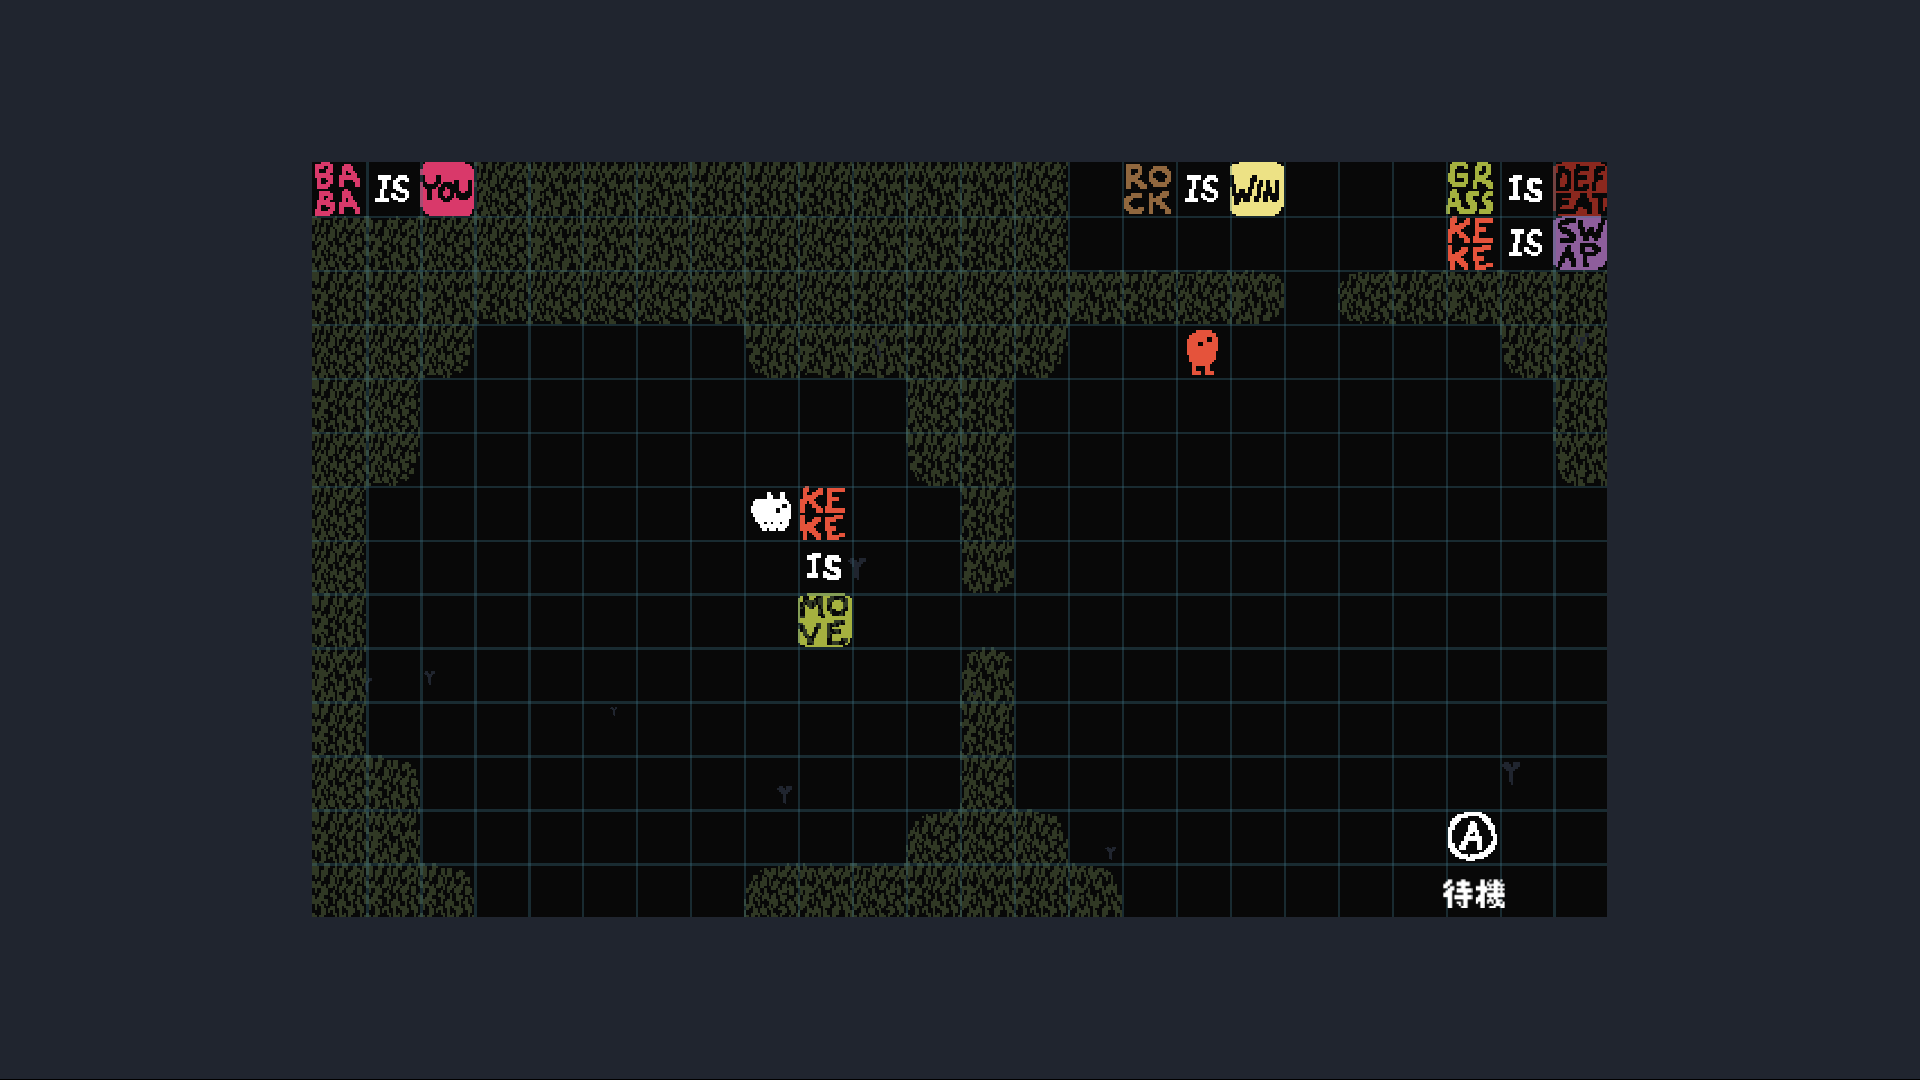 BABA IS YOU
ROCK IS WIN
GRASS IS DEFEAT
KEKE IS SWAP
KEKE
IS
MOVE
A
待機